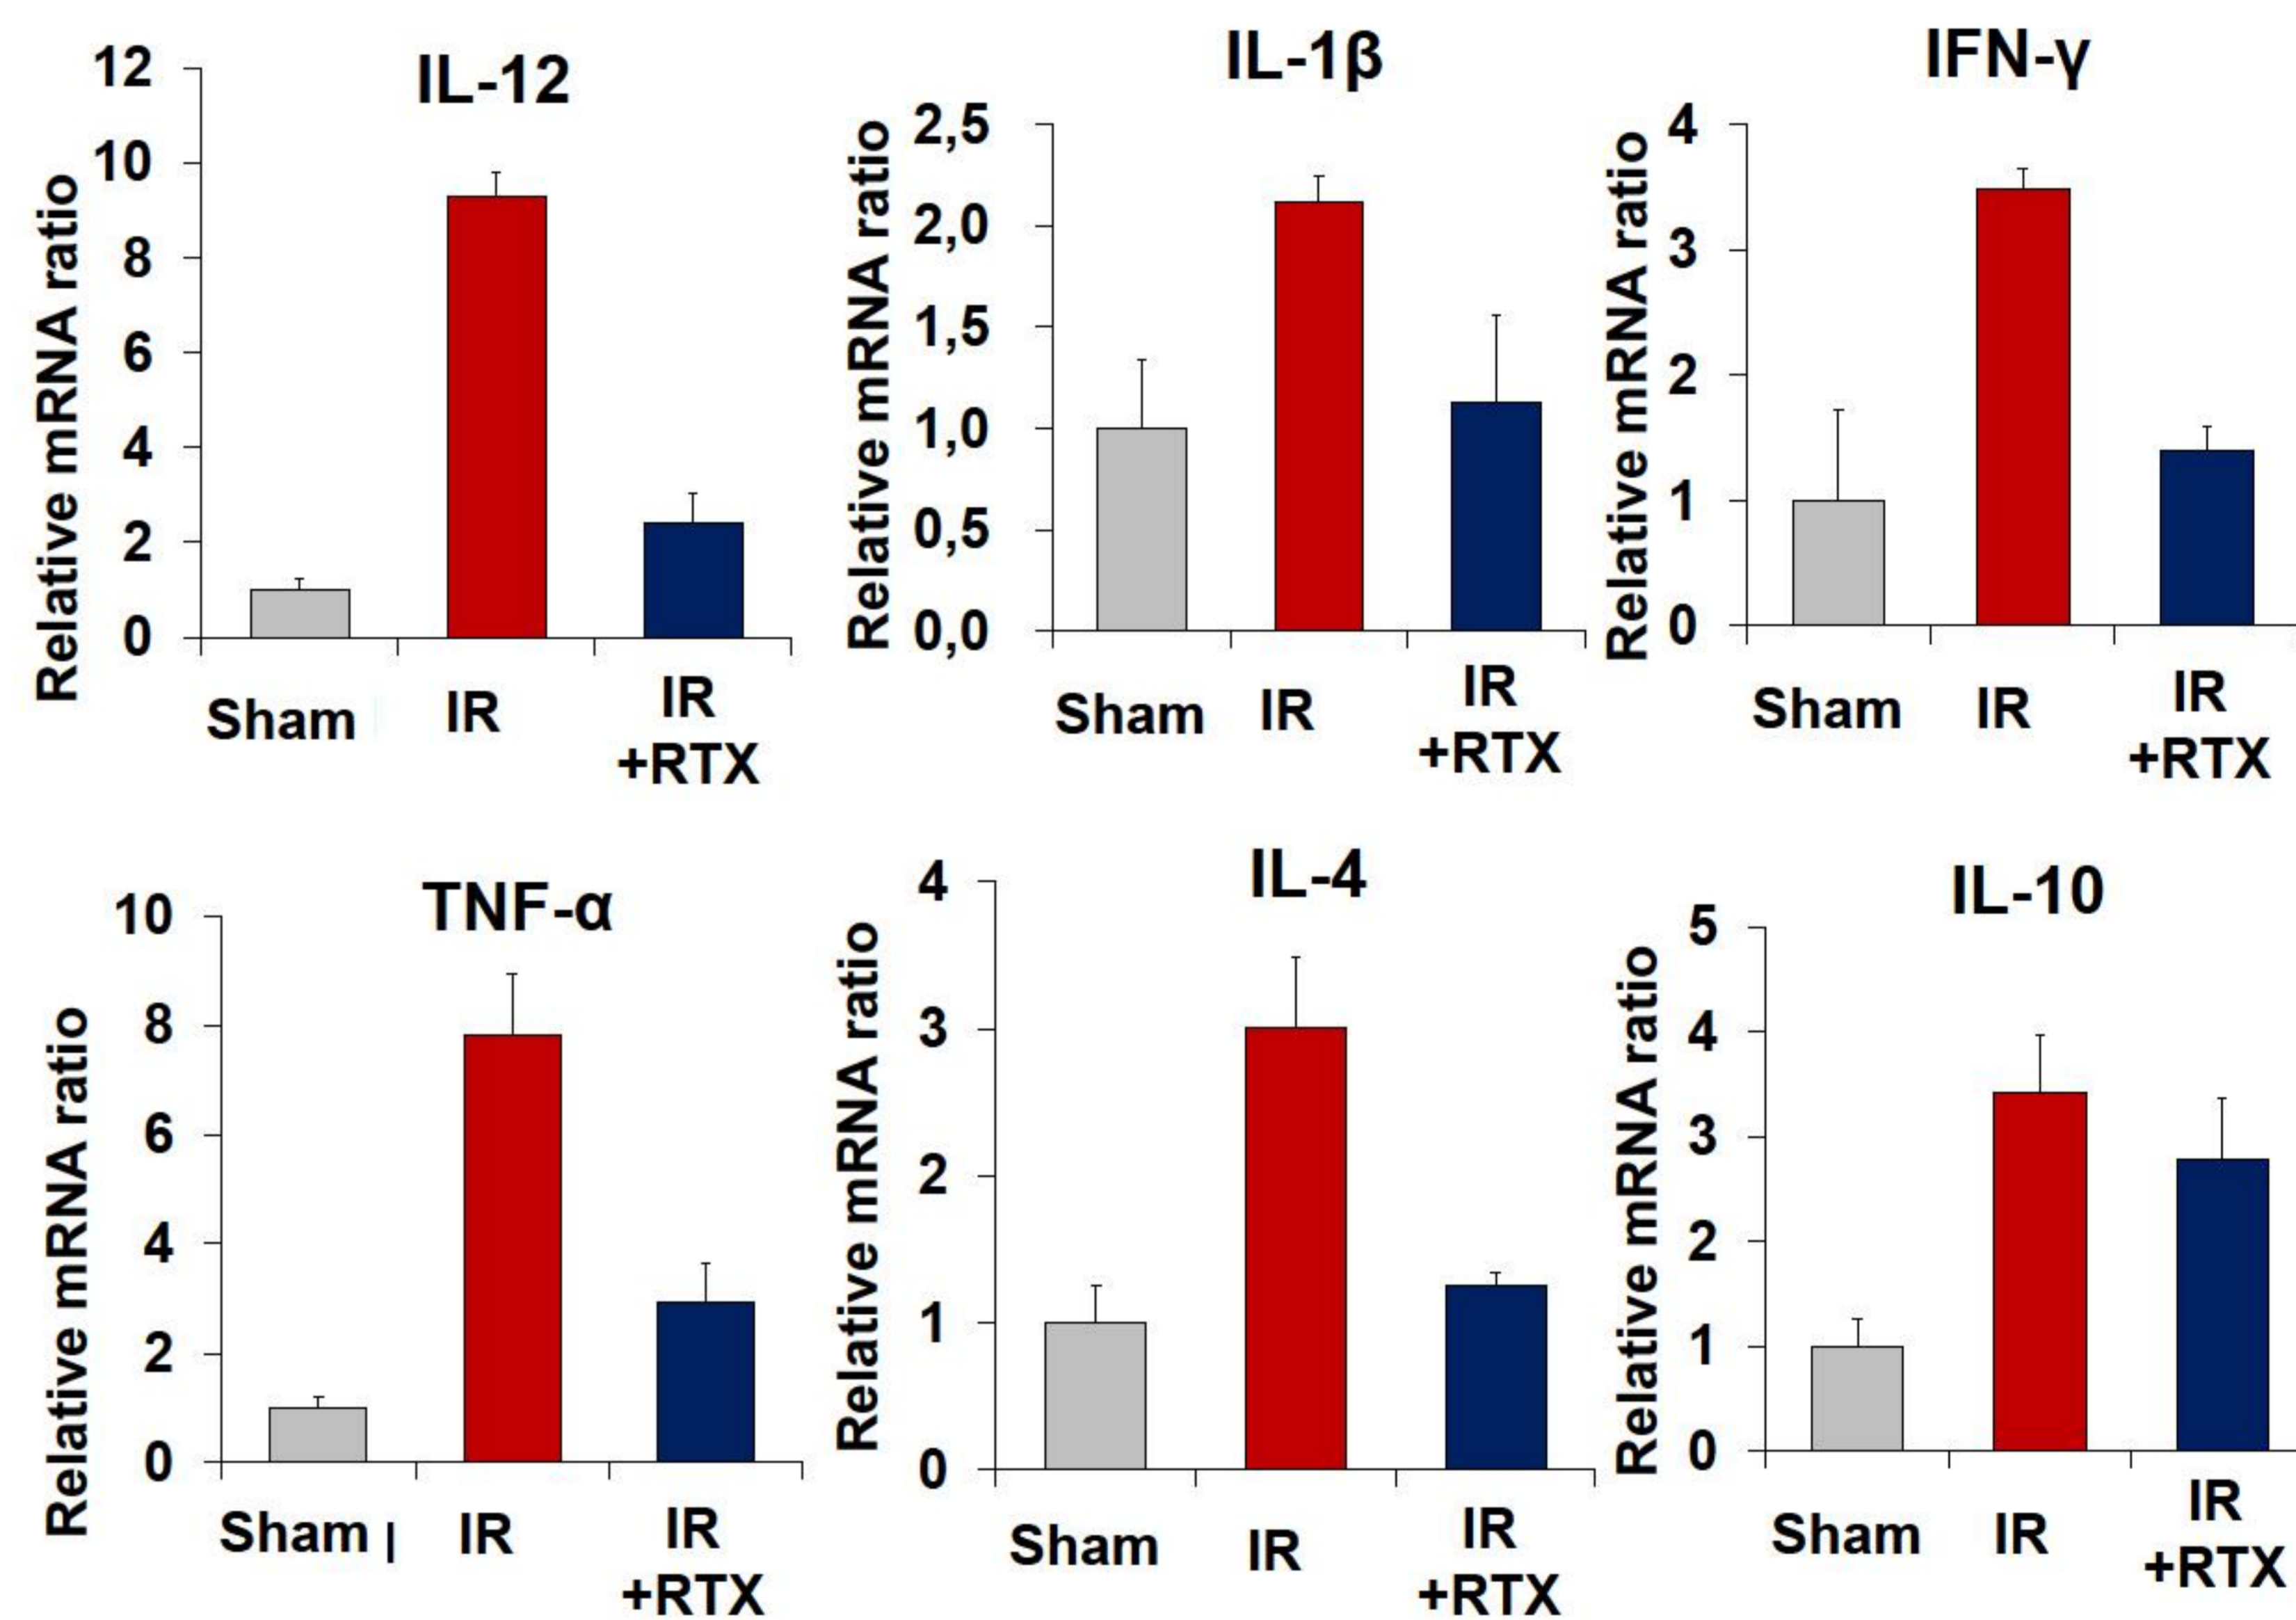 IL-12
Relative mRNA ratio
12
10
8
6
4
2
0
Sham
IR
IR
+RTX
IL-1β
Relative mRNA ratio
2,5
2,0
1,5
1,0
0,5
0,0
Sham
IR
IR
+RTX
IFN-γ
Relative mRNA ratio
4
3
2
1
0
Sham
IR
IR
+RTX
TNF-α
Relative mRNA ratio
10
8
6
4
2
0
Sham
IR
IR
+RTX
IL-4
Relative mRNA ratio
4
3
2
1
0
Sham
IR
IR
+RTX
IL-10
Relative mRNA ratio
5
4
3
2
1
0
Sham
IR
IR
+RTX